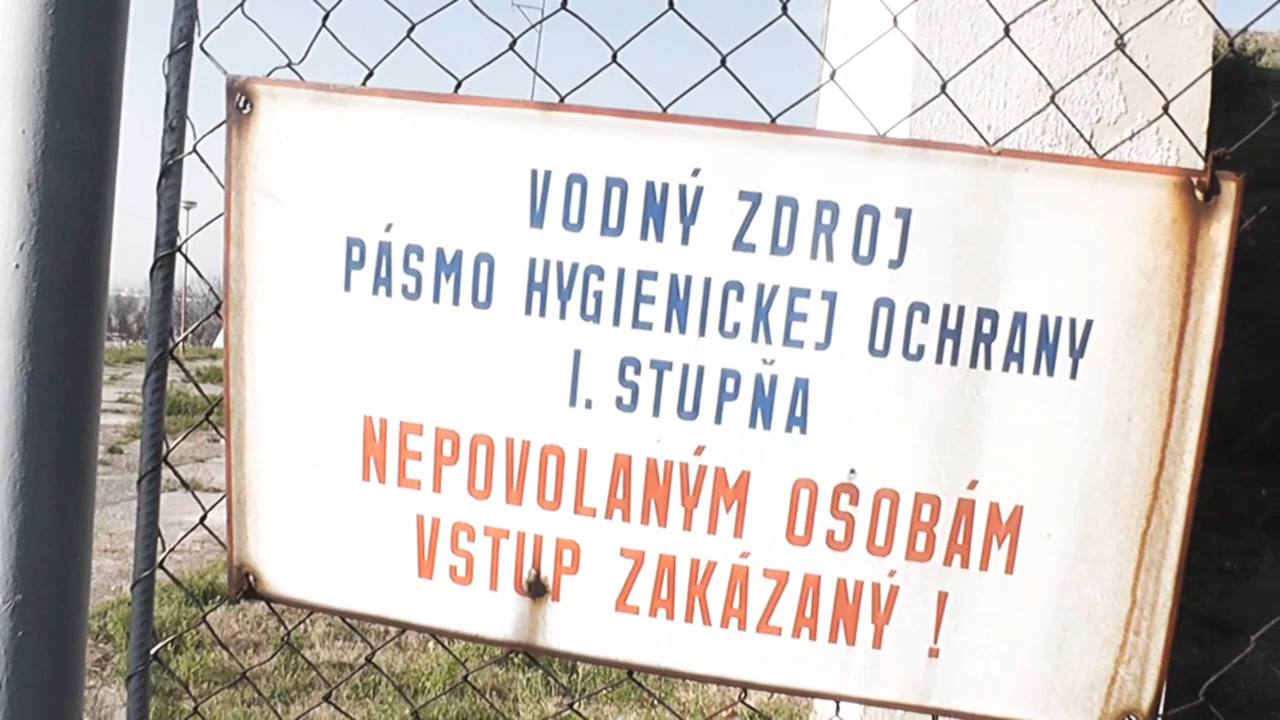 VODNÝ ZDROJ
PÁSMO HYGIENICKEJ OCHRANY
I. STUPŇA
NEPOVOLANÝM OSOBÁM
VSTUP ZAKÁZANÝ !